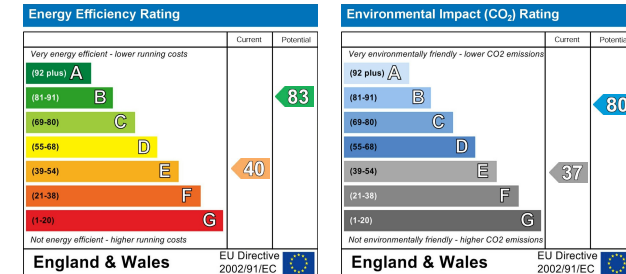 Energy Efficiency Rating
Current Potential
Very energy efficient - lower running costs
(92 plus) A
(81-91) B
83
(69-80) C
(55-68) D
(39-54) E
40
(21-38) F
(1-20) G
Not energy efficient - higher running costs
England & Wales
EU Directive
2002/91/EC
Environmental Impact (CO2) Rating
Current Potential
Very environmentally friendly - lower CO2 emissions
(92 plus) A
(81-91) B
80
(69-80) C
(55-68) D
(39-54) E
37
(21-38) F
(1-20) G
Not environmentally friendly - higher CO2 emissions
England & Wales
EU Directive
2002/91/EC